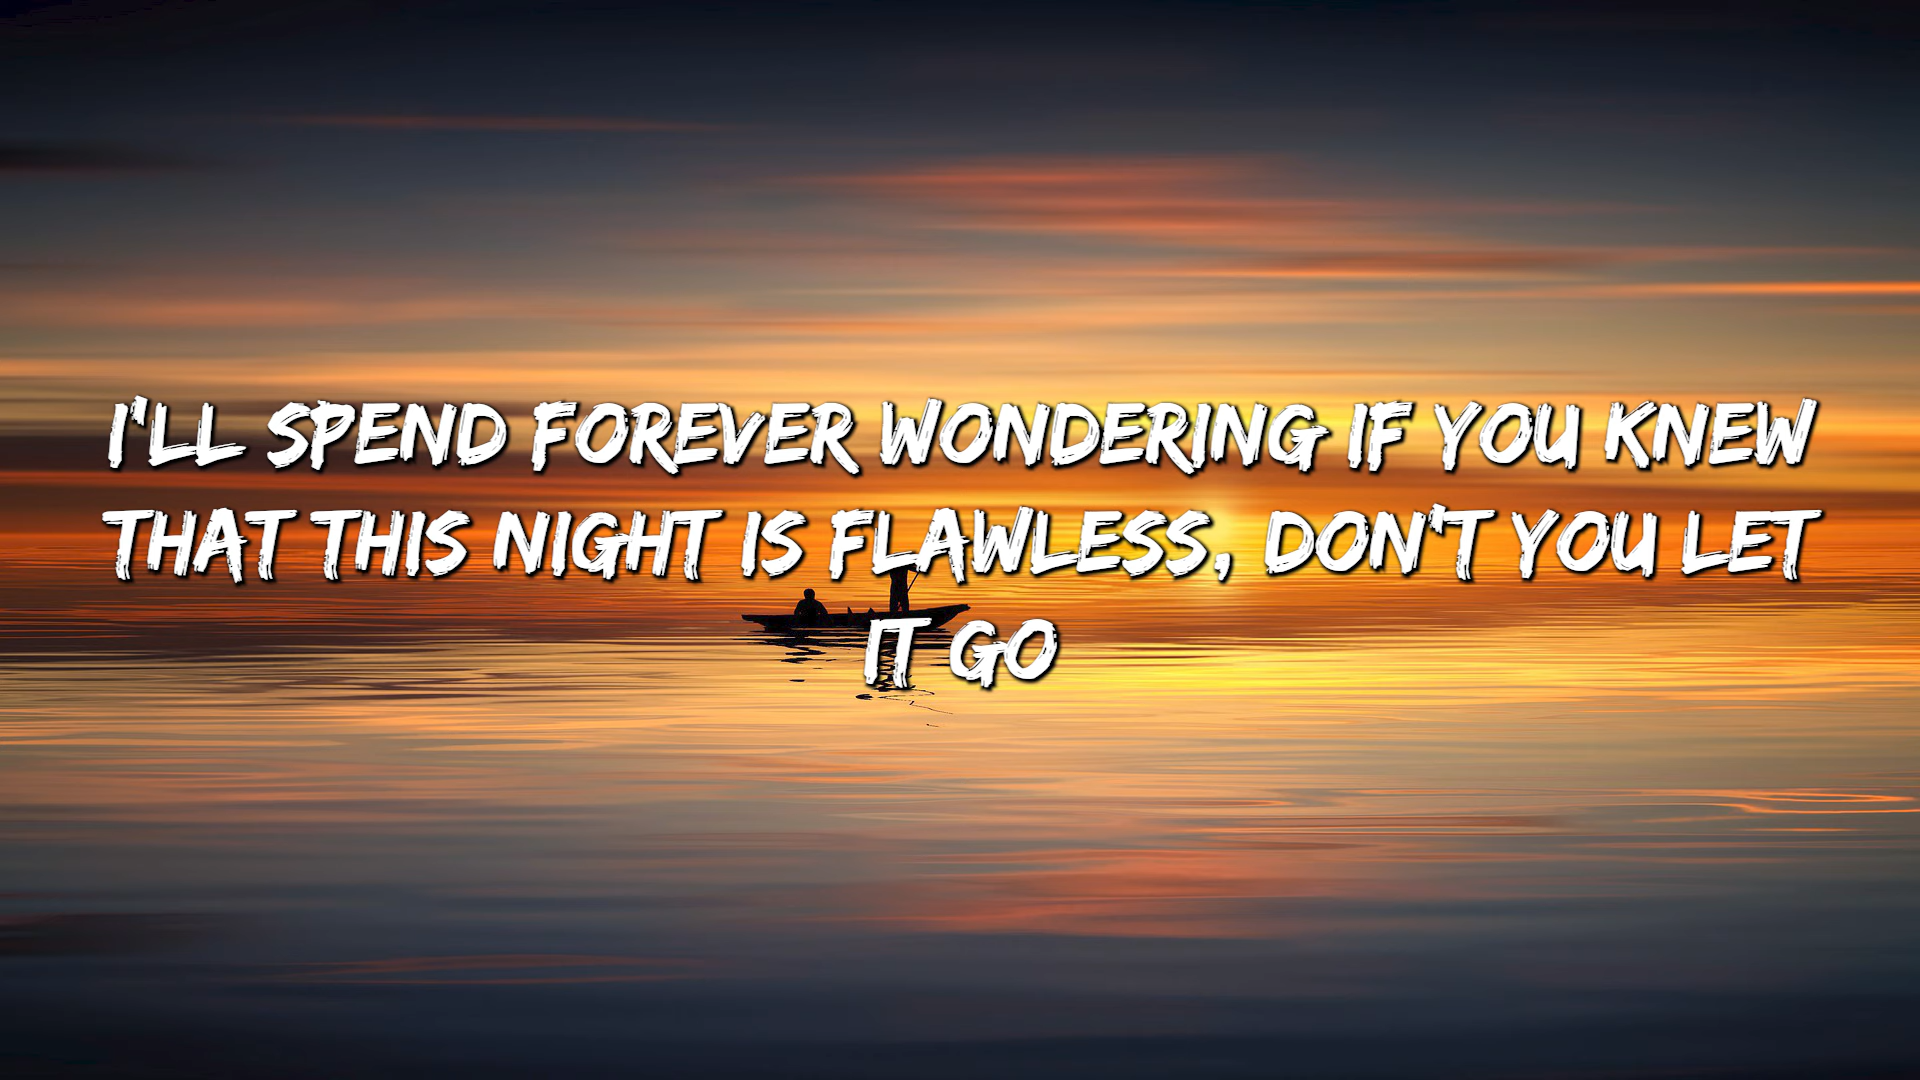 I'LL SPEND FOREVER WONDERING IF YOU KNEW
THAT THIS NIGHT IS FLAWLESS, DON'T YOU LET
IT GO